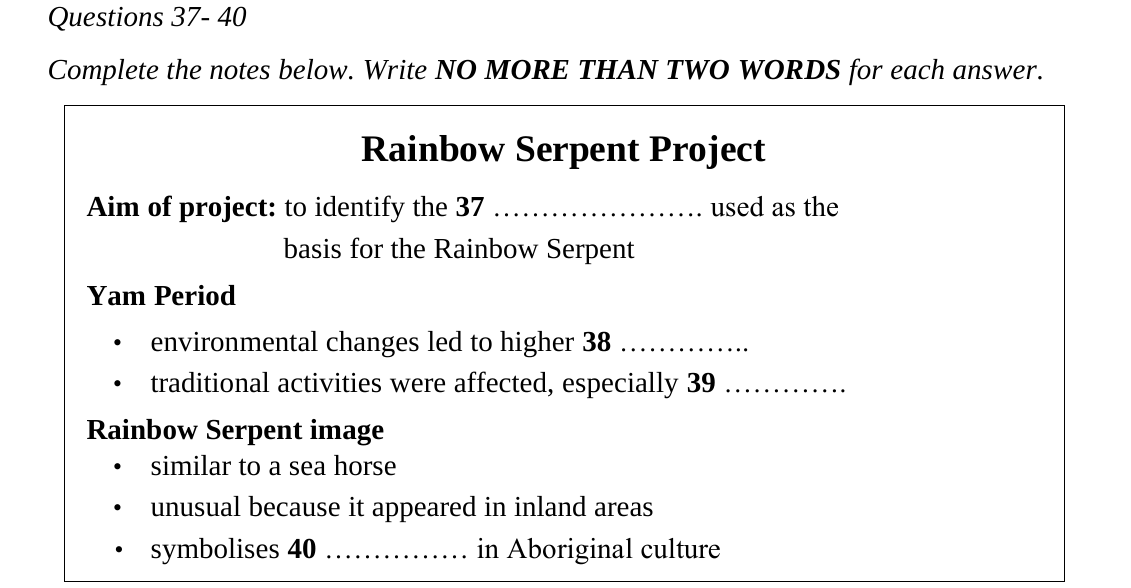 Questions 37- 40
Complete the notes below. Write NO MORE THAN TWO WORDS for each answer.
Rainbow Serpent Project
Aim of project: to identify the 37 …………………. used as the
basis for the Rainbow Serpent
Yam Period
• environmental changes led to higher 38 …………..
• traditional activities were affected, especially 39 ………….
Rainbow Serpent image
• similar to a sea horse
• unusual because it appeared in inland areas
• symbolises 40 …………… in Aboriginal culture